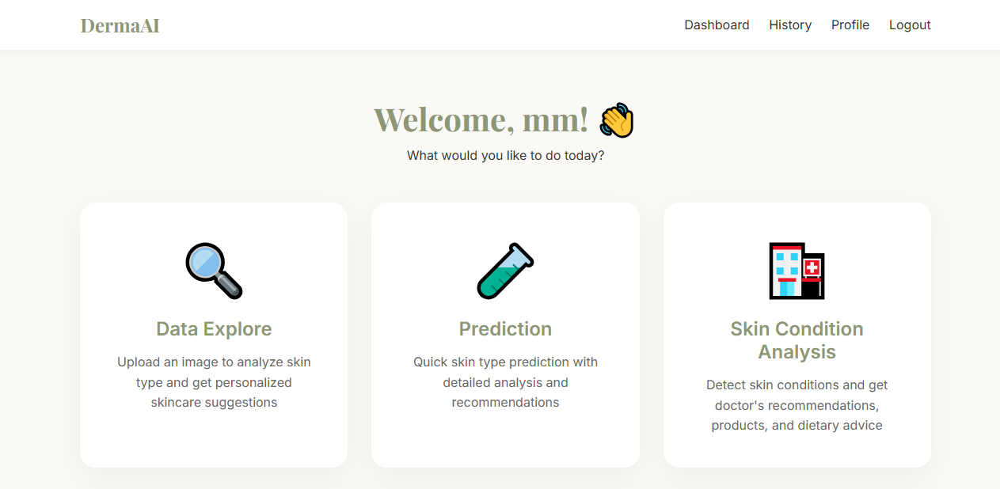 DermaAI
Dashboard History Profile Logout
Welcome, mm! 👋
What would you like to do today?
Data Explore
Upload an image to analyze skin
type and get personalized
skincare suggestions
Prediction
Quick skin type prediction with
detailed analysis and
recommendations
Skin Condition
Analysis
Detect skin conditions and get
doctor's recommendations,
products, and dietary advice